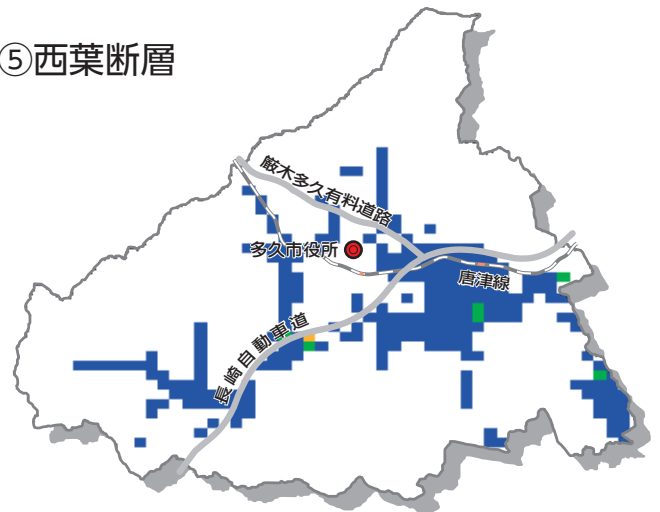 ⑤西葉断層
厳木多久有料道路
多久市役所
唐津線
長崎自動車道